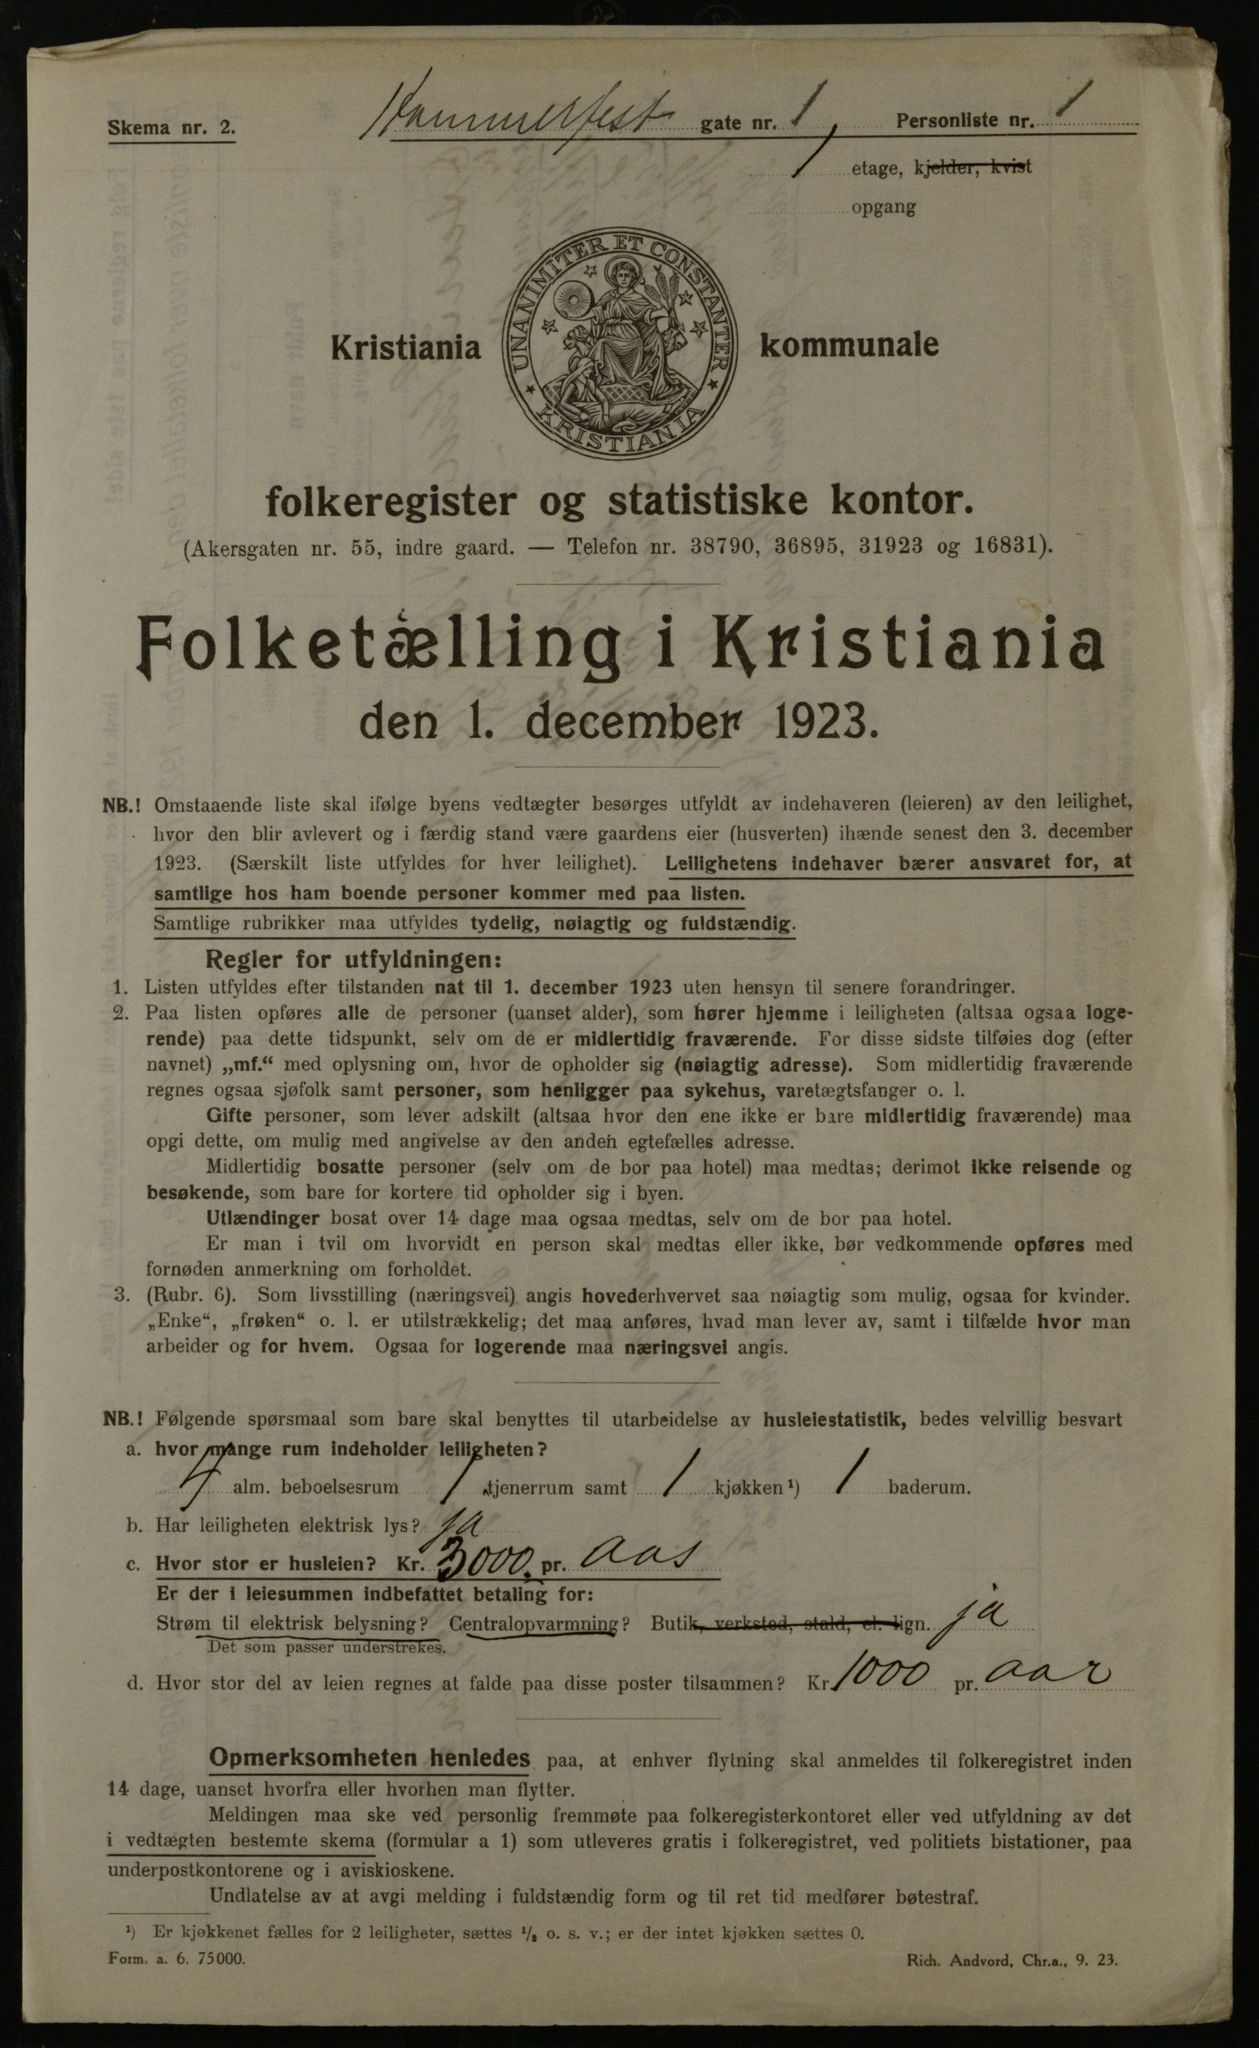 Skema nr. 2.
Hammerfest gate nr. 1 Personliste nr. 1
1 etage, kjelder, kvist
opgang
UNANIMITER ET CONSTANTER
KRISTIANIA
Kristiania kommunale
folkeregister og statistiske kontor.
(Akersgaten nr. 55, indre gaard. — Telefon nr. 38790, 36895, 31923 og 16831).
Folketælling i Kristiania
den 1. december 1923.
NB.! Omstaaende liste skal ifølge byens vedtægter besørges utfyldt av indehaveren (leieren) av den leilighet,
hvor den blir avlevert og i færdig stand være gaardens eier (husverten) ihænde senest den 3. december
1923. (Særskilt liste utfyldes for hver leilighet). Leilighetens indehaver bærer ansvaret for, at
samtlige hos ham boende personer kommer med paa listen.
Samtlige rubrikker maa utfyldes tydelig, nøiagtig og fuldstændig.
Regler for utfyldningen:
1. Listen utfyldes efter tilstanden nat til 1. december 1923 uten hensyn til senere forandringer.
2. Paa listen opføres alle de personer (uanset alder), som hører hjemme i leiligheten (altsaa ogsaa loge-
rende) paa dette tidspunkt, selv om de er midlertidig fraværende. For disse sidste tilføies dog (efter
navnet) „mf.“ med oplysning om, hvor de opholder sig (nøiagtig adresse). Som midlertidig fraværende
regnes ogsaa sjøfolk samt personer, som henligger paa sykehus, varetægtsfanger o. l.
Gifte personer, som lever adskilt (altsaa hvor den ene ikke er bare midlertidig fraværende) maa
opgi dette, om mulig med angivelse av den anden egtefælles adresse.
Midlertidig bosatte personer (selv om de bor paa hotel) maa medtas; derimot ikke reisende og
besøkende, som bare for kortere tid opholder sig i byen.
Utlændinger bosat over 14 dage maa ogsaa medtas, selv om de bor paa hotel.
Er man i tvil om hvorvidt en person skal medtas eller ikke, bør vedkommende opføres med
fornøden anmerkning om forholdet.
3. (Rubr. 6). Som livsstilling (næringsvei) angis hovederhvervet saa nøiagtig som mulig, ogsaa for kvinder.
„Enke“, „frøken“ o. l. er utilstrækkelig; det maa anføres, hvad man lever av, samt i tilfælde hvor man
arbeider og for hvem. Ogsaa for logerende maa næringsvei angis.
NB.! Følgende spørsmaal som bare skal benyttes til utarbeidelse av husleiestatistik, bedes velvillig besvart
a. hvor mange rum indeholder leiligheten?
4 alm. beboelsesrum 1 tjenerrum samt 1 kjøkken ¹) 1 baderum.
b. Har leiligheten elektrisk lys? ja
c. Hvor stor er husleien? Kr. 3000. pr. aas
Er der i leiesummen indbefattet betaling for:
Strøm til elektrisk belysning? Centralopvarmning? Butik, verksted, stald, el. lign. ja
Det som passer understrekes.
d. Hvor stor del av leien regnes at falde paa disse poster tilsammen? Kr. 1000 pr. aar
Opmerksomheten henledes paa, at enhver flytning skal anmeldes til folkeregistret inden
14 dage, uanset hvorfra eller hvorhen man flytter.
Meldingen maa ske ved personlig fremmøte paa folkeregisterkontoret eller ved utfyldning av det
i vedtægten bestemte skema (formular a 1) som utleveres gratis i folkeregistret, ved politiets bistationer, paa
underpostkontorene og i aviskioskene.
Undlatelse av at avgi melding i fuldstændig form og til ret tid medfører bøtestraf.
¹) Er kjøkkenet fælles for 2 leiligheter, sættes ½ o. s. v.; er der intet kjøkken sættes 0.
Form. a. 6. 75000.
Rich. Andvord, Chr.a., 9. 23.